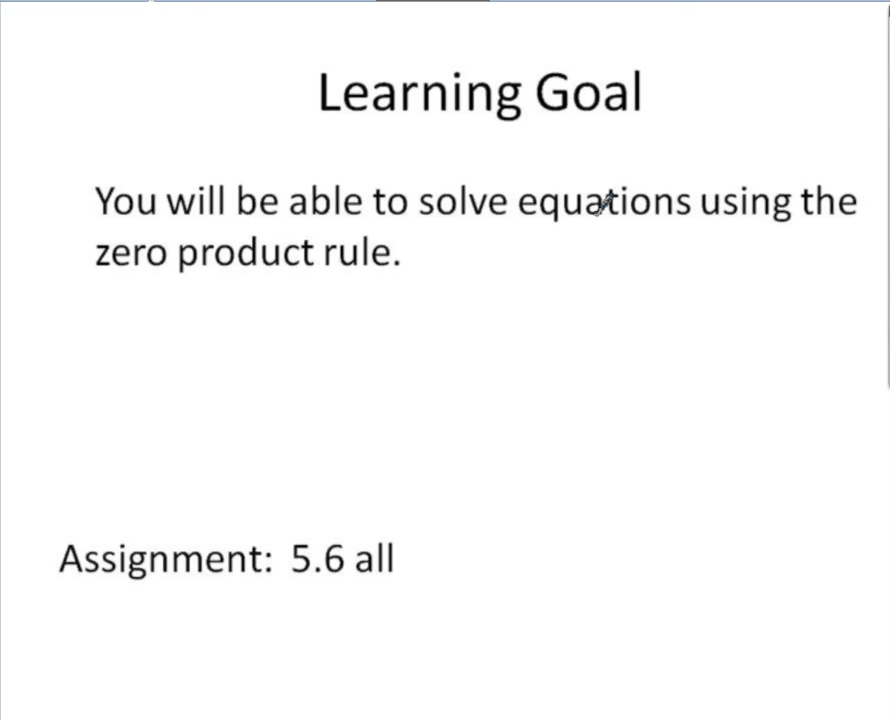 Learning Goal
You will be able to solve equations using the
zero product rule.
Assignment:  5.6 all